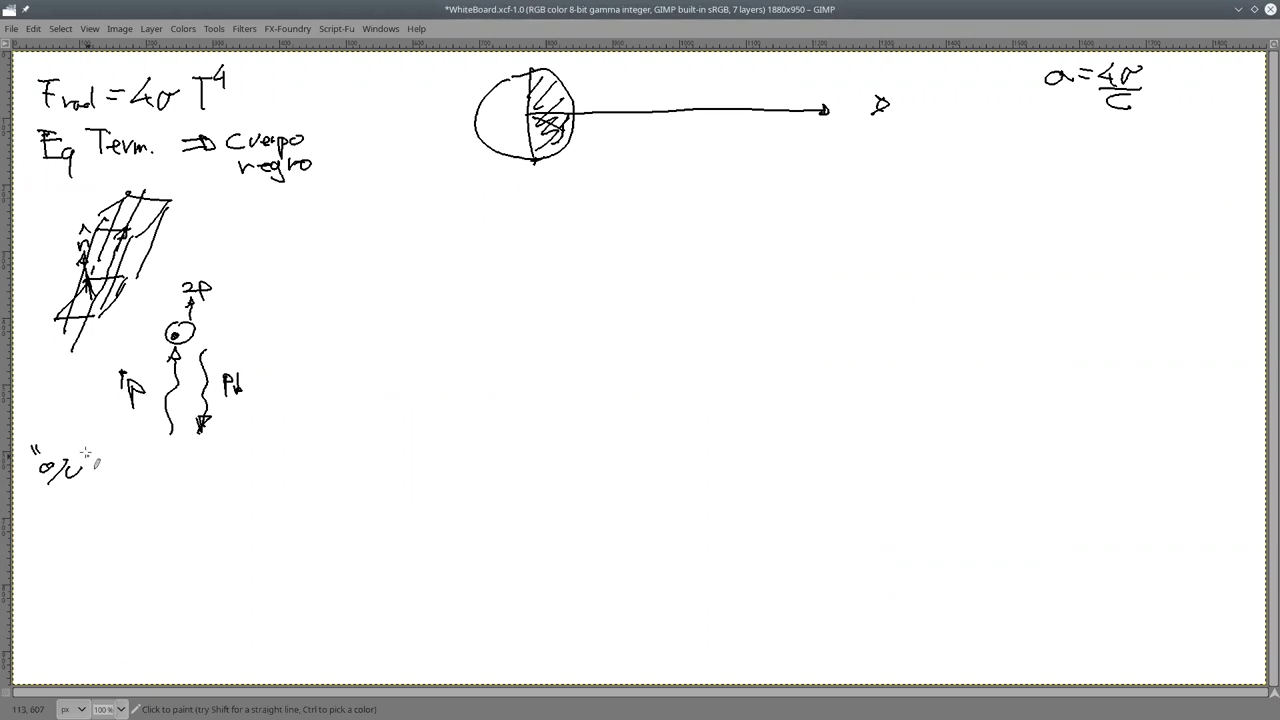 *WhiteBoard.xcf-1.0 (RGB color 8-bit gamma integer, GIMP built-in sRGB, 7 layers) 1880x950 – GIMP
File Edit Select View Image Layer Colors Tools Filters FX-Foundry Script-Fu Windows Help
F_rad = 4σ T^4
a = 4σ/C
Eq Term. ⇒ Cuerpo
negro
n̂
2P
P
P
113, 607 px 100 % Click to paint (try Shift for a straight line, Ctrl to pick a color)